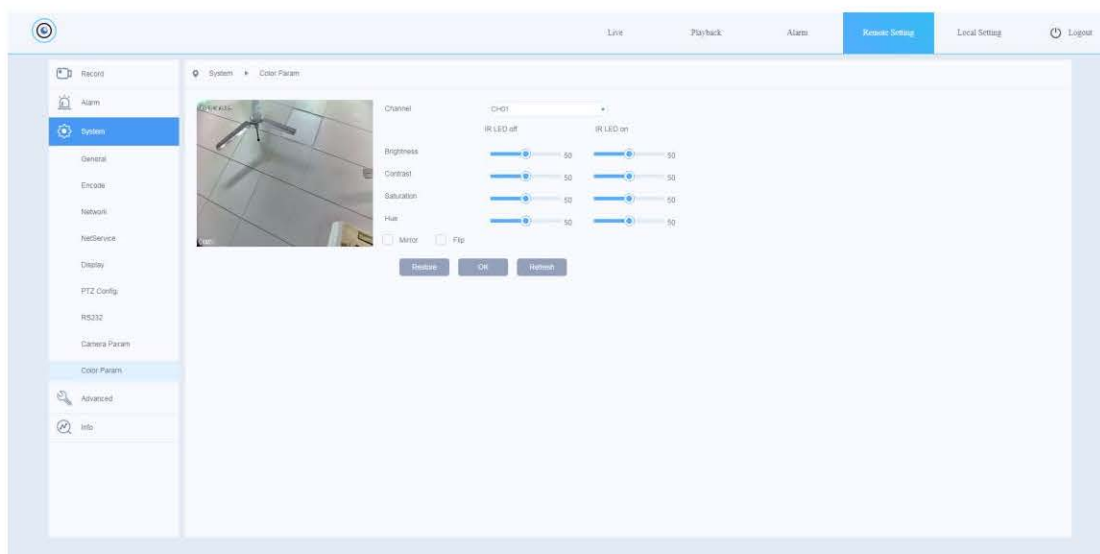 Live Playback Alarm Remote Setting Local Setting Logout
Record
System Color Param
Alarm
System
General
Encode
Network
NetService
Display
PTZ Config.
RS232
Camera Param
Color Param
Advanced
Info
Channel CH01
IR LED off IR LED on
Brightness 50 50
Contrast 50 50
Saturation 50 50
Hue 50 50
Mirror Flip
Restore OK Refresh